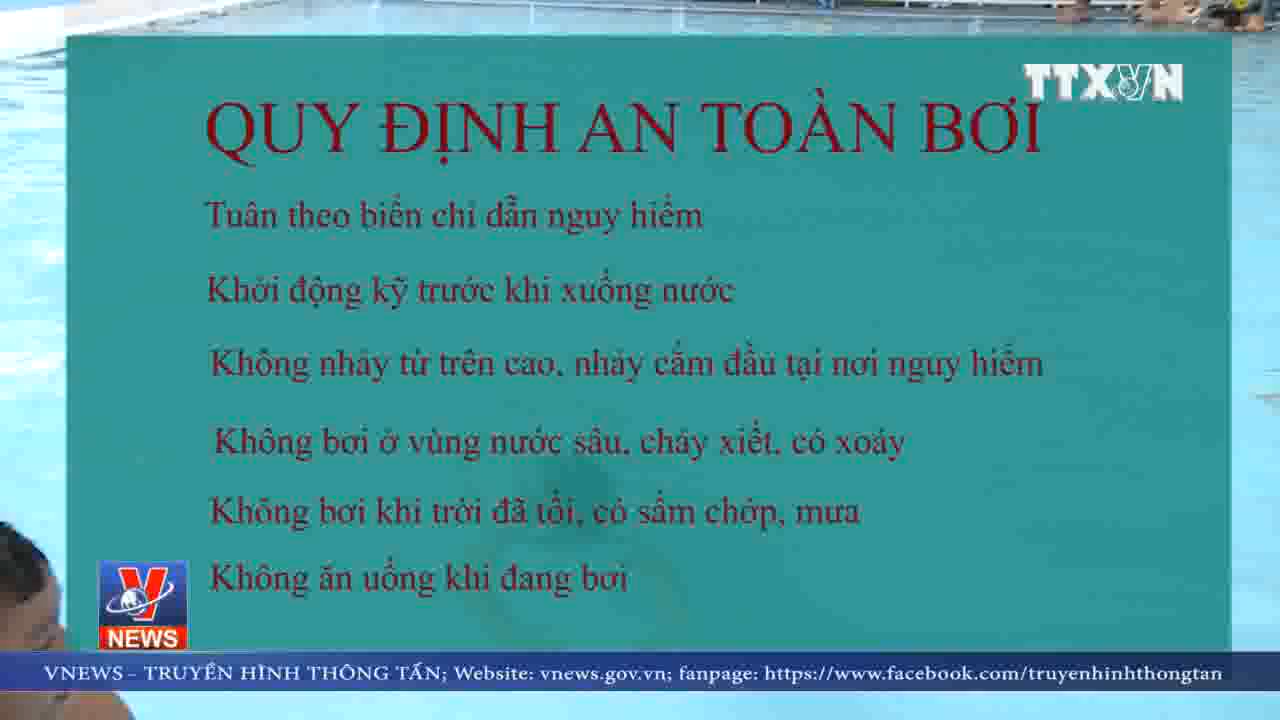 TTXVN
QUY ĐỊNH AN TOÀN BƠI
Tuân theo biển chỉ dẫn nguy hiểm
Khởi động kỹ trước khi xuống nước
Không nhảy từ trên cao, nhảy cắm đầu tại nơi nguy hiểm
Không bơi ở vùng nước sâu, chảy xiết, có xoáy
Không bơi khi trời đã tối, có sấm chớp, mưa
Không ăn uống khi đang bơi
V
NEWS
VNEWS - TRUYỀN HÌNH THÔNG TẤN; Website: vnews.gov.vn; fanpage: https://www.facebook.com/truyenhinhthongtan